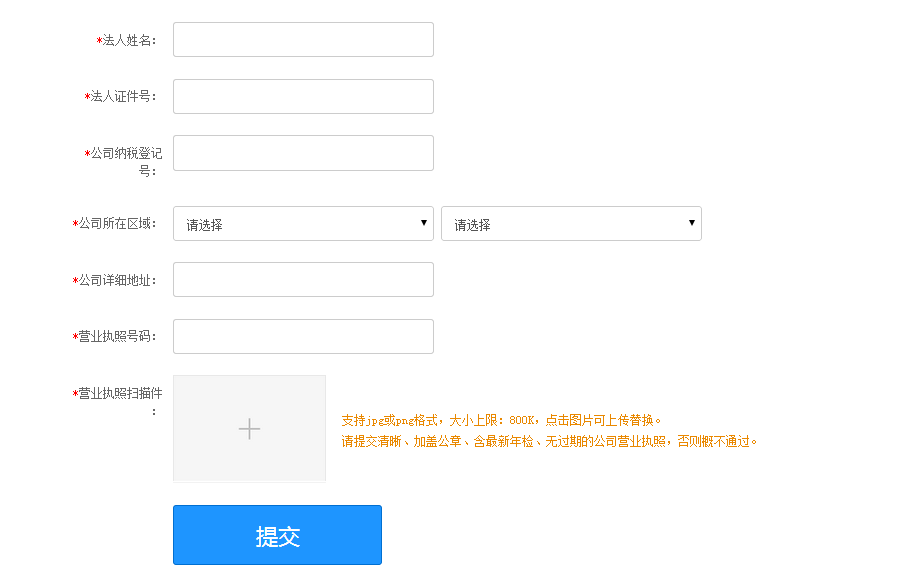 *法人姓名：
*法人证件号：
*公司纳税登记
号：
*公司所在区域： 请选择 请选择
*公司详细地址：
*营业执照号码：
*营业执照扫描件
：
支持jpg或png格式，大小上限：800K，点击图片可上传替换。
请提交清晰、加盖公章、含最新年检、无过期的公司营业执照，否则概不通过。
提交